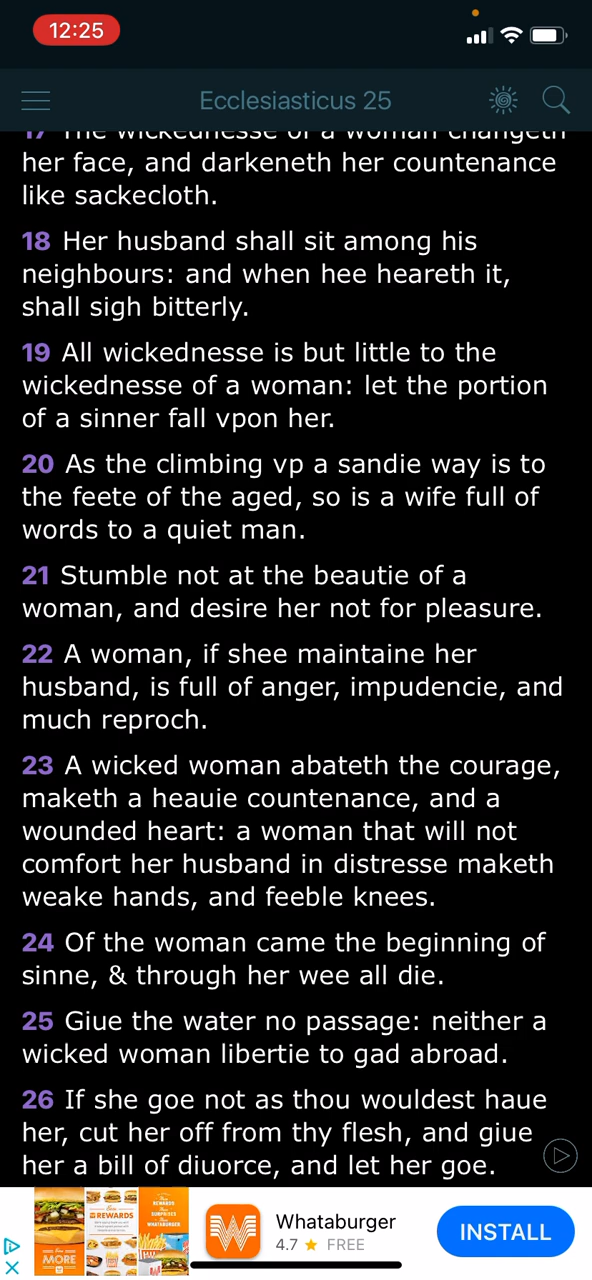 12:25
Ecclesiasticus 25
17 The wickednesse of a woman changeth
her face, and darkeneth her countenance
like sackecloth.
18 Her husband shall sit among his
neighbours: and when hee heareth it,
shall sigh bitterly.
19 All wickednesse is but little to the
wickednesse of a woman: let the portion
of a sinner fall vpon her.
20 As the climbing vp a sandie way is to
the feete of the aged, so is a wife full of
words to a quiet man.
21 Stumble not at the beautie of a
woman, and desire her not for pleasure.
22 A woman, if shee maintaine her
husband, is full of anger, impudencie, and
much reproch.
23 A wicked woman abateth the courage,
maketh a heauie countenance, and a
wounded heart: a woman that will not
comfort her husband in distresse maketh
weake hands, and feeble knees.
24 Of the woman came the beginning of
sinne, & through her wee all die.
25 Giue the water no passage: neither a
wicked woman libertie to gad abroad.
26 If she goe not as thou wouldest haue
her, cut her off from thy flesh, and giue
her a bill of diuorce, and let her goe.
MORE
REWARDS
Whataburger
4.7 ★ FREE
INSTALL